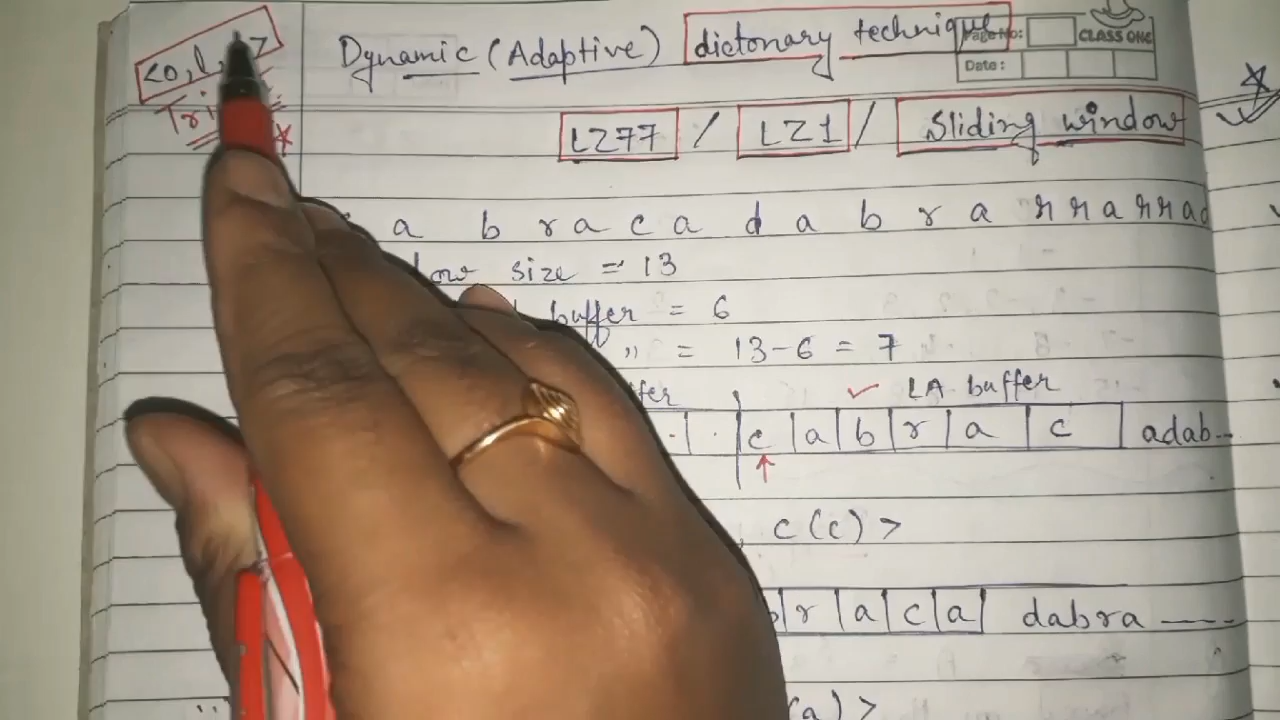 <o, l,
Dynamic (Adaptive) dictonary technique
Page No:
CLASS ONE
Date:
LZ77 / LZ1 / Sliding window
a b r a c a d a b r a r r a r r a d
size = 13
buffer = 6
" = 13-6 = 7
LA buffer
c a b r a c adab..
c(c) >
r a c a dabra ----
(a) >